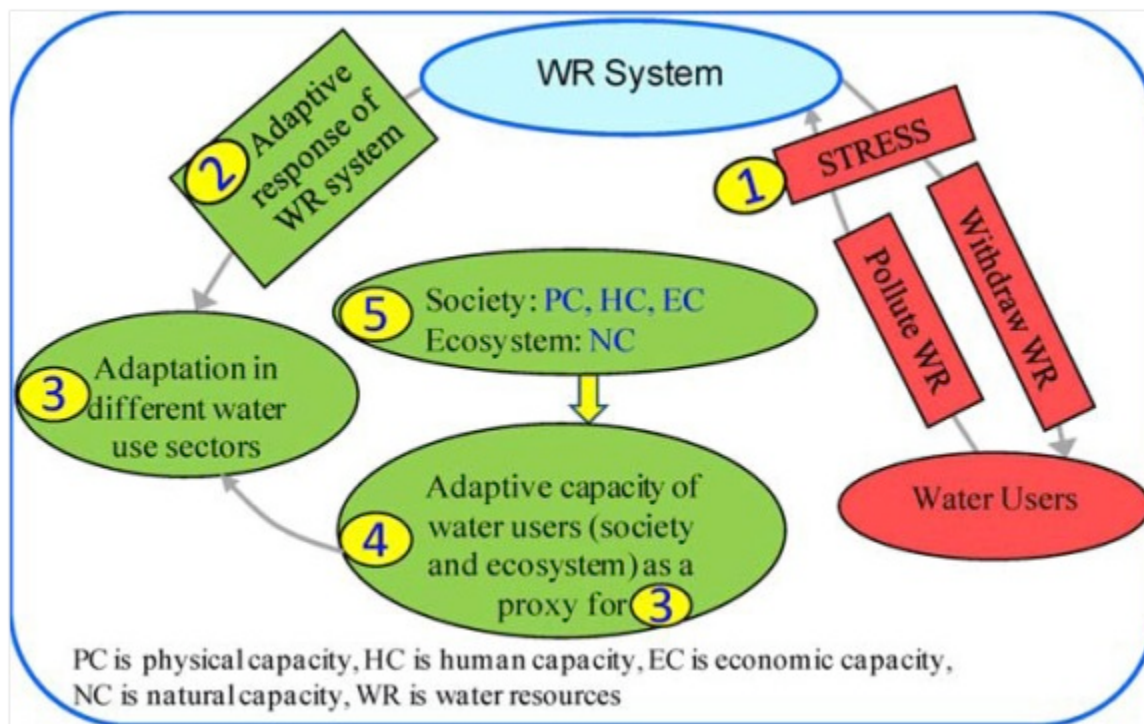 WR System
2
Adaptive
response of
WR system
1
STRESS
Withdraw WR
Pollute WR
5
Society: PC, HC, EC
Ecosystem: NC
3
Adaptation in
different water
use sectors
4
Adaptive capacity of
water users (society
and ecosystem) as a
proxy for 3
Water Users
PC is physical capacity, HC is human capacity, EC is economic capacity,
NC is natural capacity, WR is water resources